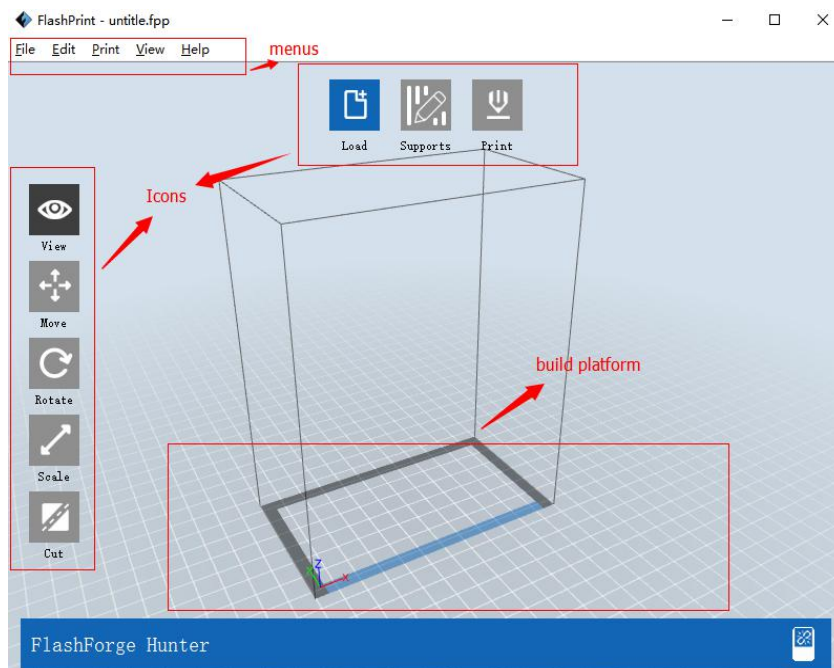 FlashPrint - untitle.fpp
File Edit Print View Help
menus
Load Supports Print
Icons
View
Move
Rotate
build platform
Scale
Cut
Z
Y
X
FlashForge Hunter